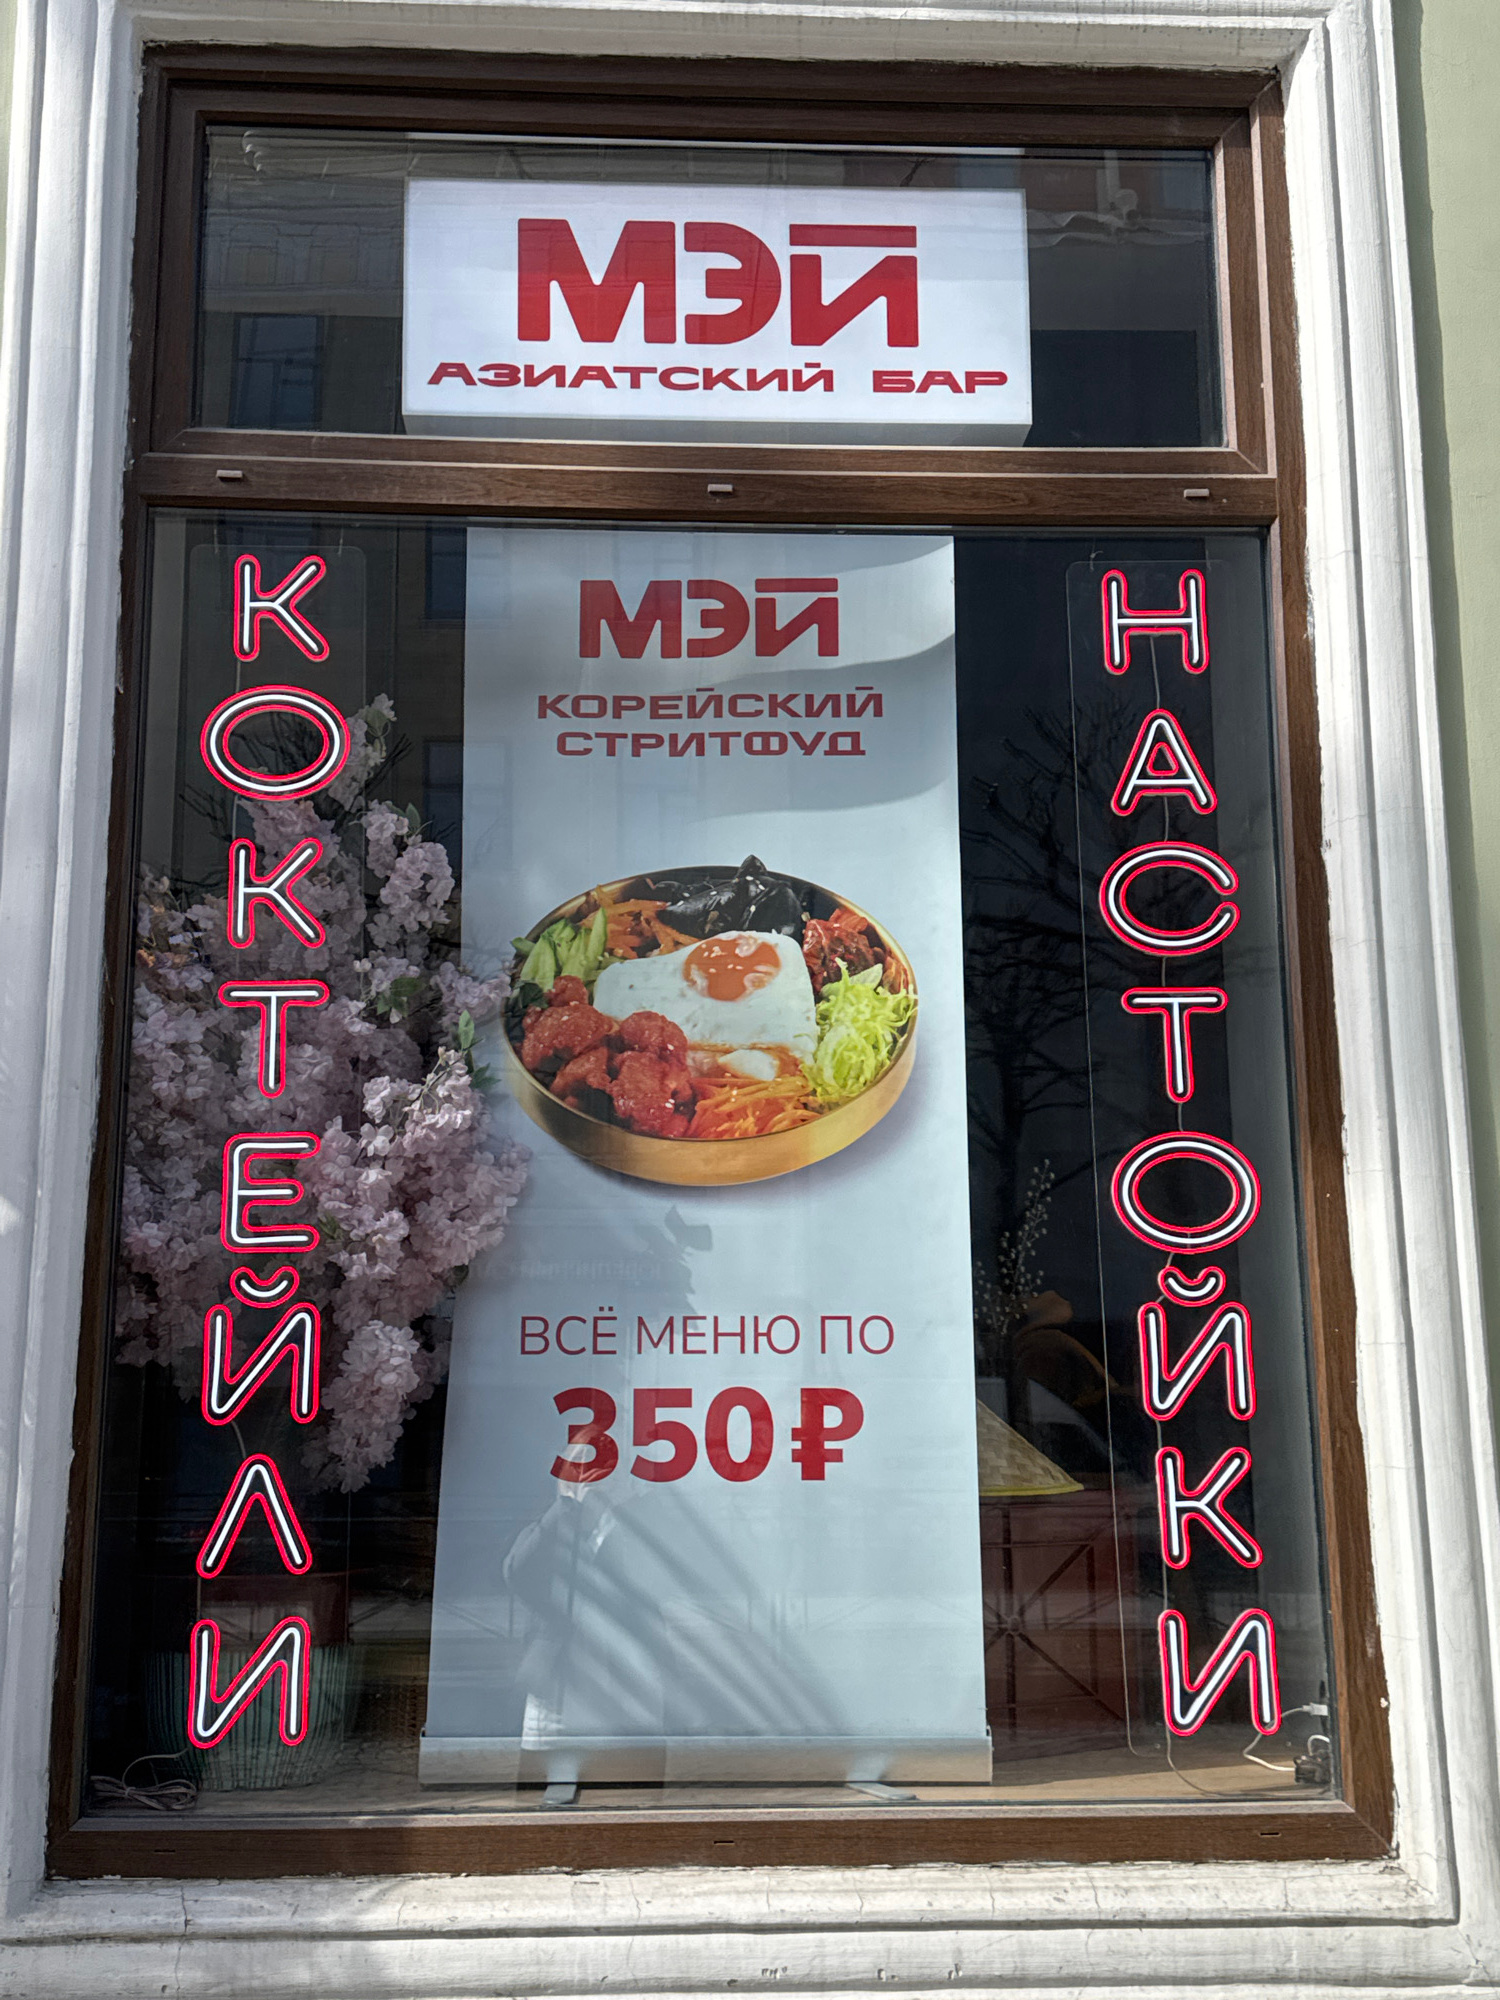 МЭЙ
АЗИАТСКИЙ БАР
КОКТЕЙЛИ
МЭЙ
КОРЕЙСКИЙ
СТРИТФУД
ВСЁ МЕНЮ ПО
350₽
НАСТОЙКИ